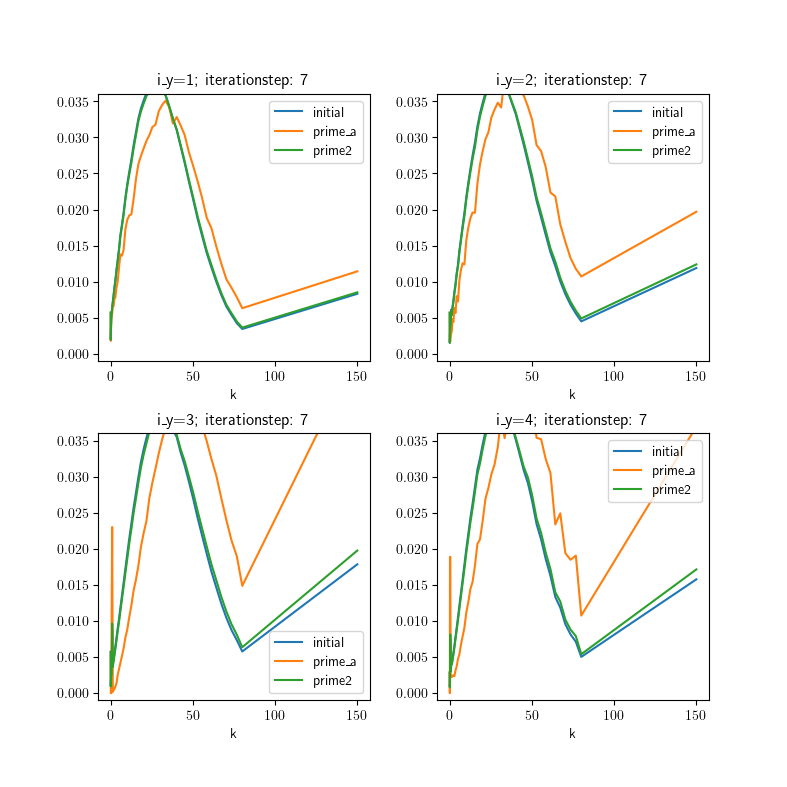 i_y=1; iterationstep: 7
0.035
0.030
0.025
0.020
0.015
0.010
0.005
0.000
initial
prime_a
prime2
0 50 100 150
k
i_y=2; iterationstep: 7
0.035
0.030
0.025
0.020
0.015
0.010
0.005
0.000
initial
prime_a
prime2
0 50 100 150
k
i_y=3; iterationstep: 7
0.035
0.030
0.025
0.020
0.015
0.010
0.005
0.000
initial
prime_a
prime2
0 50 100 150
k
i_y=4; iterationstep: 7
0.035
0.030
0.025
0.020
0.015
0.010
0.005
0.000
initial
prime_a
prime2
0 50 100 150
k